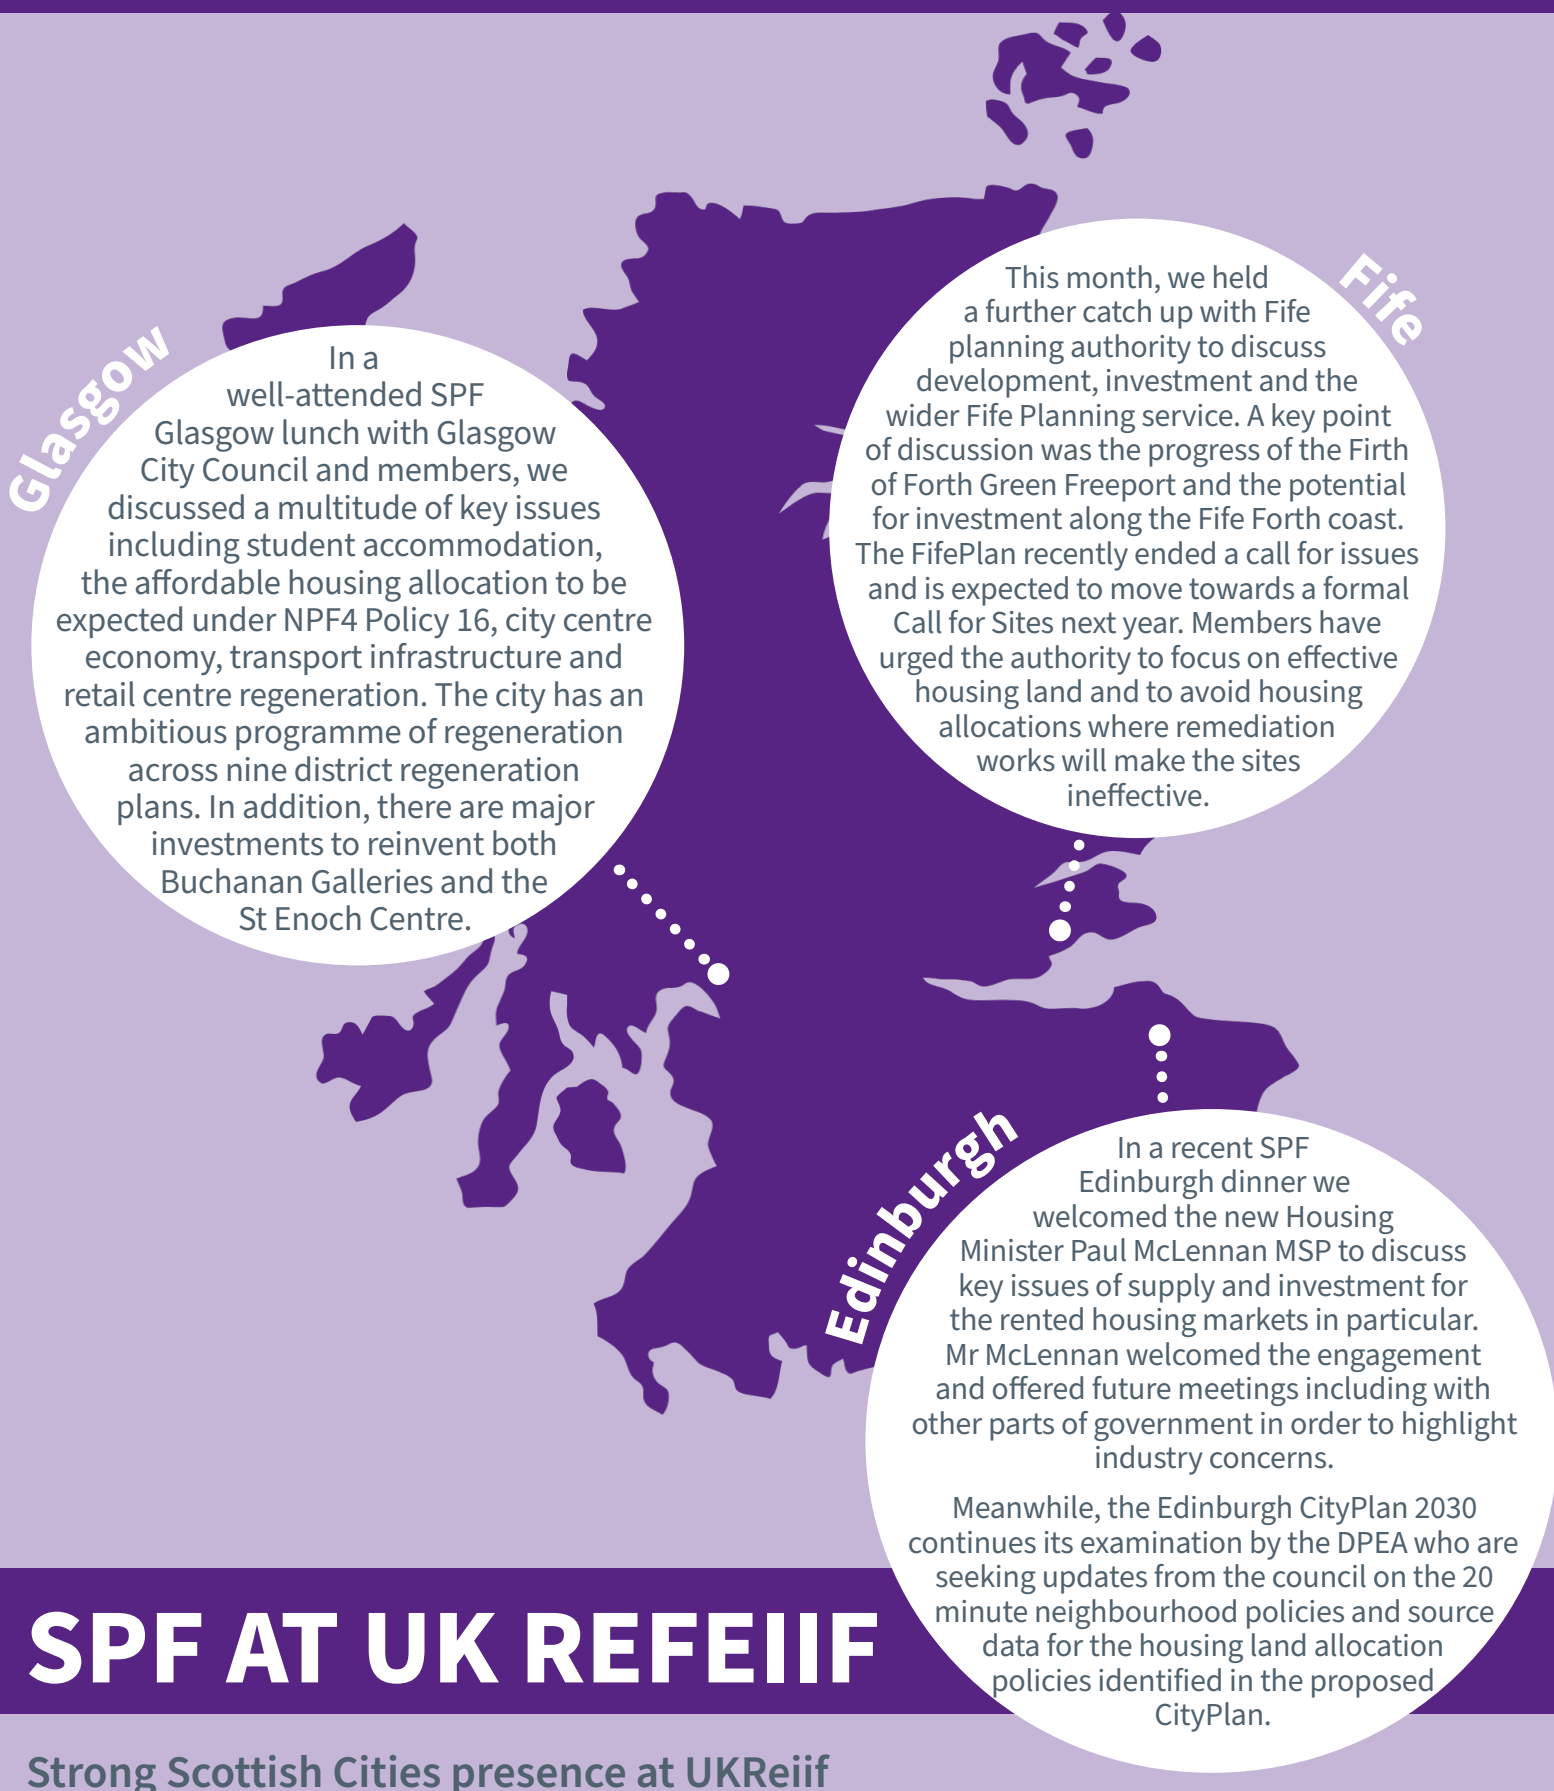 Glasgow
In a
well-attended SPF
Glasgow lunch with Glasgow
City Council and members, we
discussed a multitude of key issues
including student accommodation,
the affordable housing allocation to be
expected under NPF4 Policy 16, city centre
economy, transport infrastructure and
retail centre regeneration. The city has an
ambitious programme of regeneration
across nine district regeneration
plans. In addition, there are major
investments to reinvent both
Buchanan Galleries and the
St Enoch Centre.
Fife
This month, we held
a further catch up with Fife
planning authority to discuss
development, investment and the
wider Fife Planning service. A key point
of discussion was the progress of the Firth
of Forth Green Freeport and the potential
for investment along the Fife Forth coast.
The FifePlan recently ended a call for issues
and is expected to move towards a formal
Call for Sites next year. Members have
urged the authority to focus on effective
housing land and to avoid housing
allocations where remediation
works will make the sites
ineffective.
Edinburgh
In a recent SPF
Edinburgh dinner we
welcomed the new Housing
Minister Paul McLennan MSP to discuss
key issues of supply and investment for
the rented housing markets in particular.
Mr McLennan welcomed the engagement
and offered future meetings including with
other parts of government in order to highlight
industry concerns.
Meanwhile, the Edinburgh CityPlan 2030
continues its examination by the DPEA who are
seeking updates from the council on the 20
minute neighbourhood policies and source
data for the housing land allocation
policies identified in the proposed
CityPlan.
SPF AT UK REFEIIF
Strong Scottish Cities presence at UKReiif